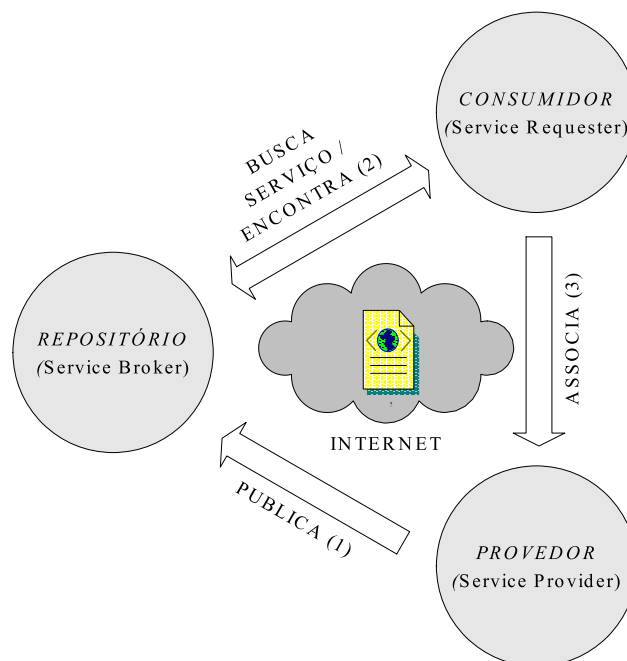 CONSUMIDOR
(Service Requester)
BUSCA
SERVIÇO /
ENCONTRA (2)
REPOSITÓRIO
(Service Broker)
ASSOCIA (3)
INTERNET
PUBLICA (1)
PROVEDOR
(Service Provider)